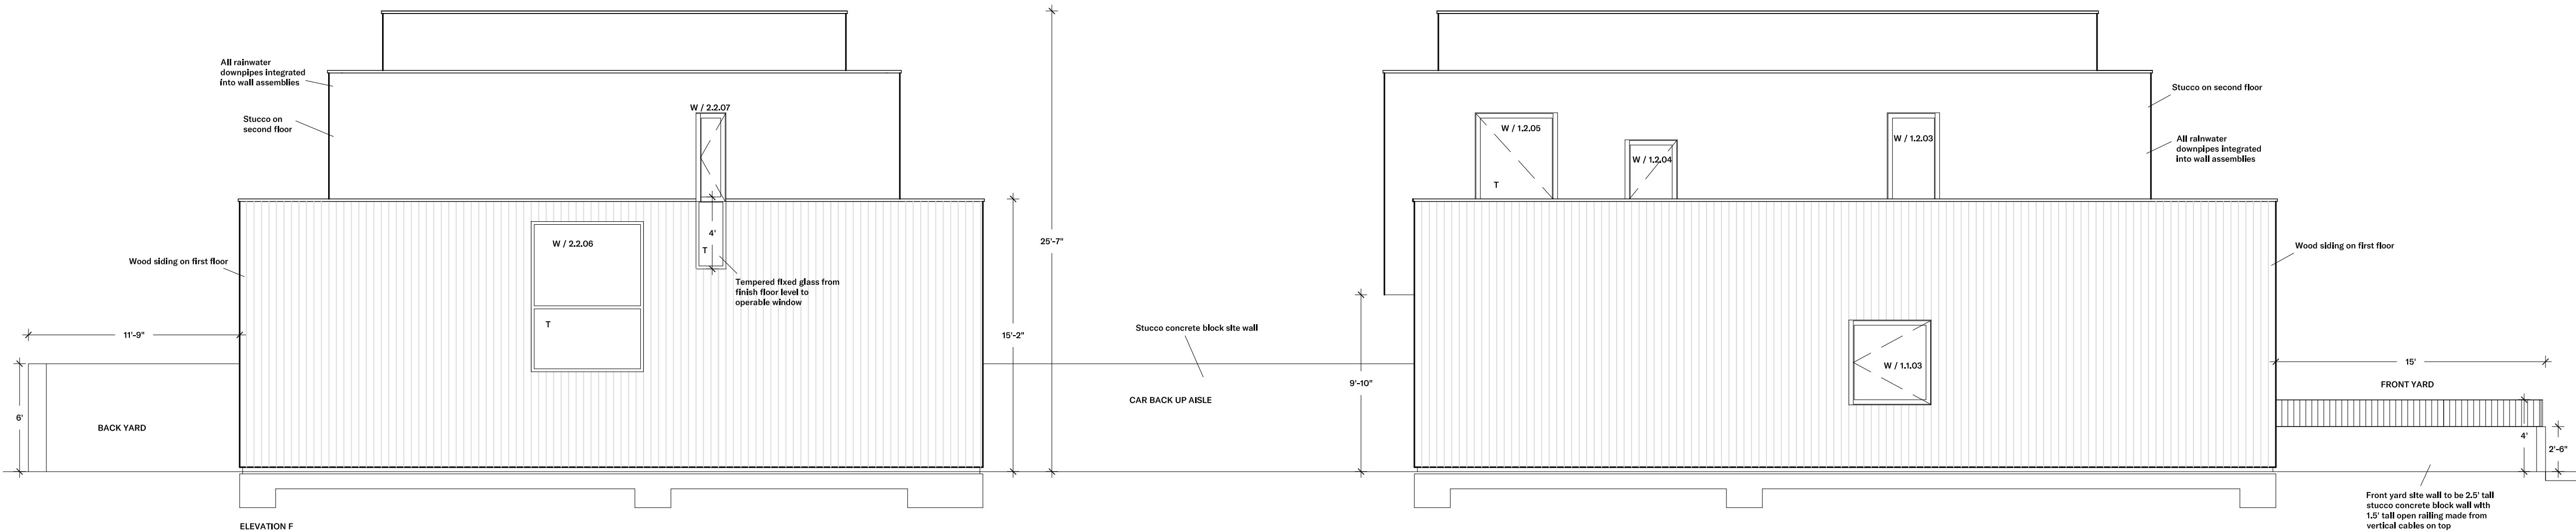 All rainwater
downpipes integrated
into wall assemblies
Stucco on
second floor
W / 2.2.07
W / 2.2.06
T
4'
T
Tempered fixed glass from
finish floor level to
operable window
Wood siding on first floor
11'-9"
6'
BACK YARD
15'-2"
25'-7"
Stucco concrete block site wall
CAR BACK UP AISLE
9'-10"
W / 1.2.05
T
W / 1.2.04
W / 1.2.03
W / 1.1.03
Stucco on second floor
All rainwater
downpipes integrated
into wall assemblies
Wood siding on first floor
15'
FRONT YARD
4'
2'-6"
Front yard site wall to be 2.5' tall
stucco concrete block wall with
1.5' tall open railing made from
vertical cables on top
ELEVATION F